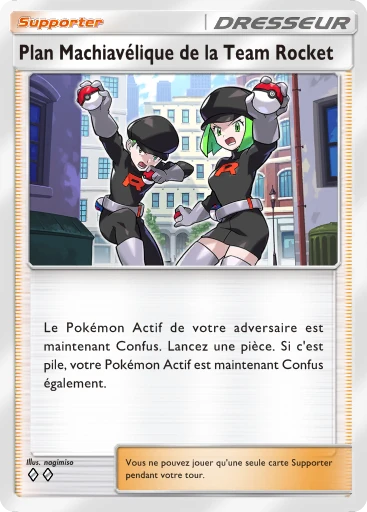 Supporter
DRESSEUR
Plan Machiavélique de la Team Rocket
R
R
Le Pokémon Actif de votre adversaire est
maintenant Confus. Lancez une pièce. Si c'est
pile, votre Pokémon Actif est maintenant Confus
également.
Illus. nagimiso
Vous ne pouvez jouer qu'une seule carte Supporter
pendant votre tour.